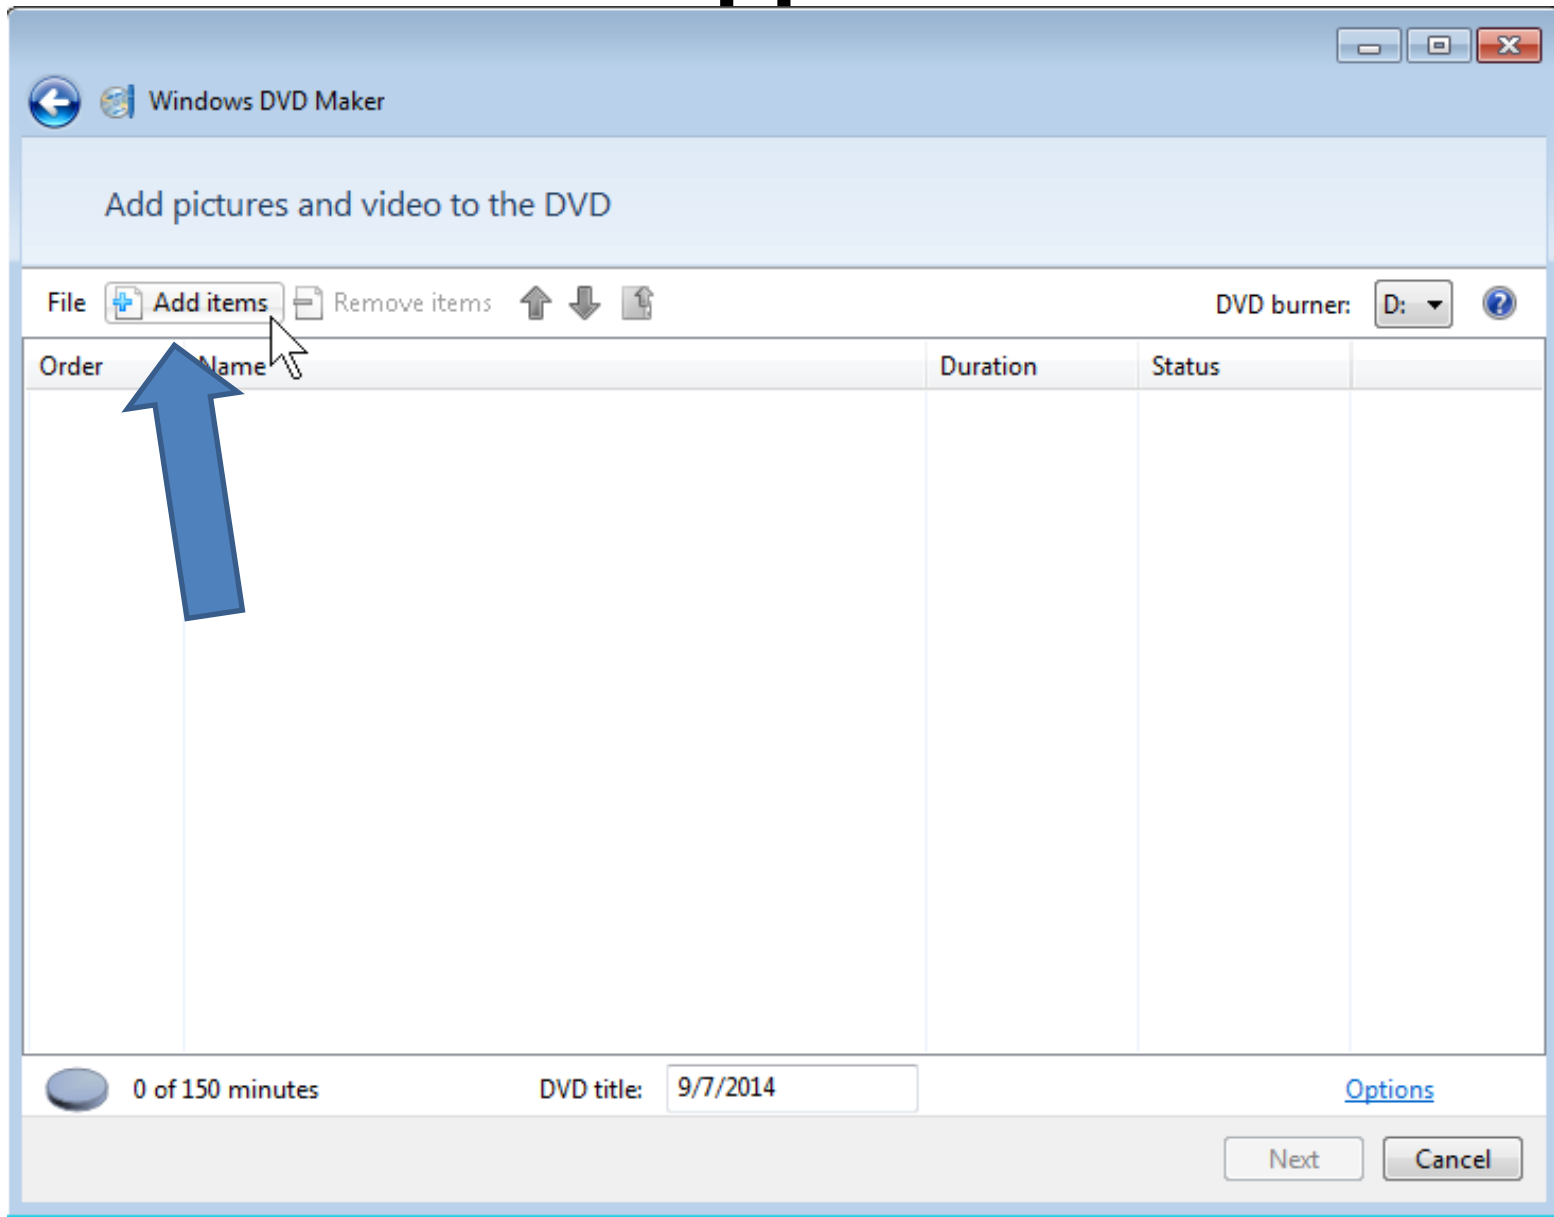 Windows DVD Maker
Add pictures and video to the DVD
File Add items Remove items DVD burner: D:
Order Name Duration Status
0 of 150 minutes DVD title: 9/7/2014 Options
Next Cancel